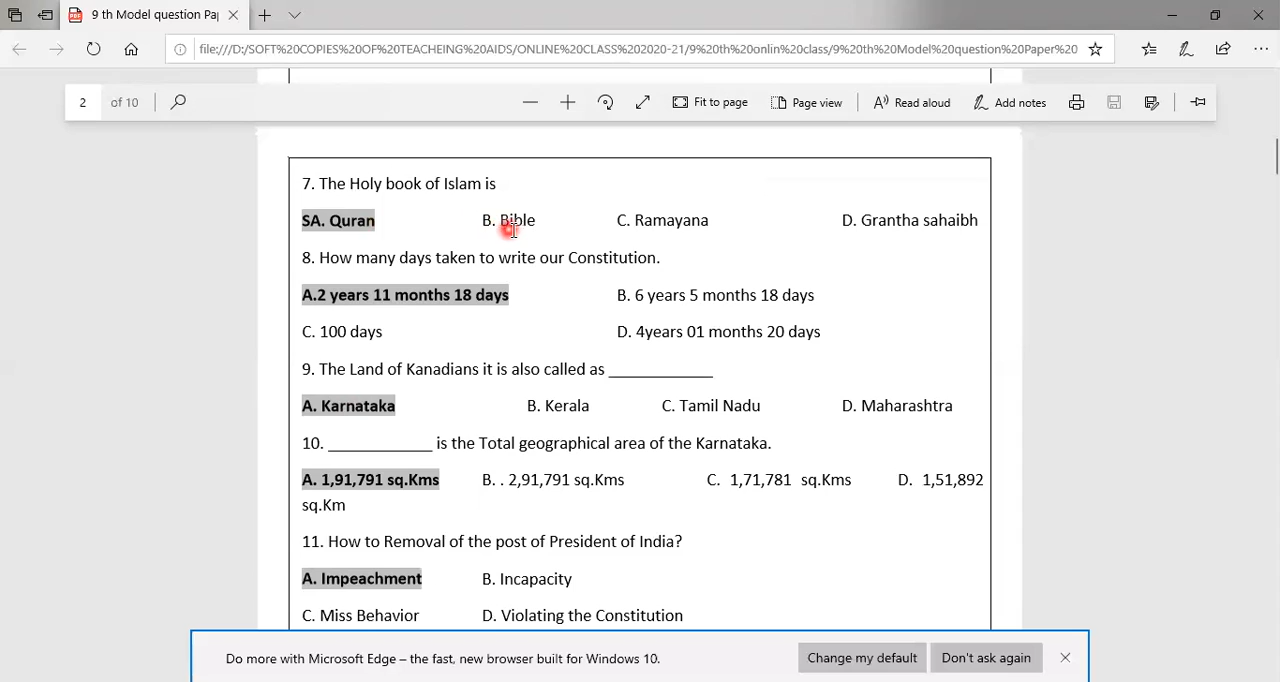 9 th Model question Pa
file:///D:/SOFT%20COPIES%20OF%20TEACHEING%20AIDS/ONLINE%20CLASS%202020-21/9%20th%20onlin%20class/9%20th%20Model%20question%20Paper%20
2 of 10 Fit to page Page view Read aloud Add notes
7. The Holy book of Islam is
SA. Quran B. Bible C. Ramayana D. Grantha sahaibh
8. How many days taken to write our Constitution.
A.2 years 11 months 18 days B. 6 years 5 months 18 days
C. 100 days D. 4years 01 months 20 days
9. The Land of Kanadians it is also called as ____________
A. Karnataka B. Kerala C. Tamil Nadu D. Maharashtra
10. ____________ is the Total geographical area of the Karnataka.
A. 1,91,791 sq.Kms B. . 2,91,791 sq.Kms C. 1,71,781 sq.Kms D. 1,51,892
sq.Km
11. How to Removal of the post of President of India?
A. Impeachment B. Incapacity
C. Miss Behavior D. Violating the Constitution
Do more with Microsoft Edge – the fast, new browser built for Windows 10. Change my default Don't ask again